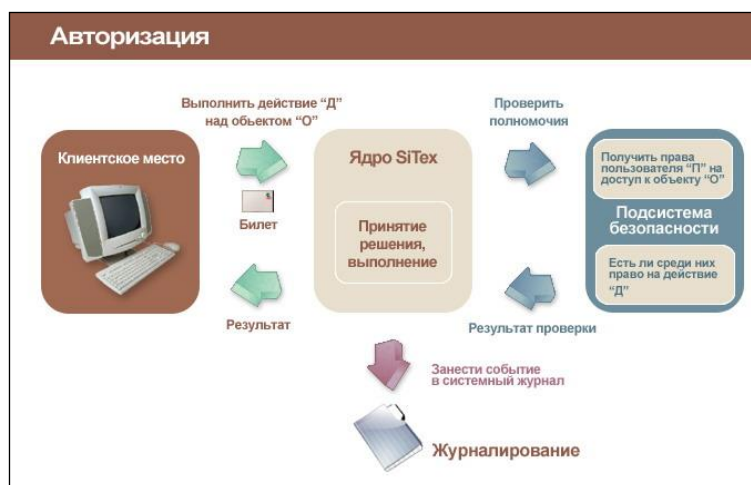 Авторизация
Выполнить действие “Д”
над обьектом “О”
Проверить
полномочия
Клиентское место
Ядро SiTex
Получить права
пользователя “П” на
доступ к объекту “О”
Билет
Принятие
решения,
выполнение
Подсистема
безопасности
Есть ли среди них
право на действие
“Д”
Результат
Результат проверки
Занести событие
в системный журнал
Журналирование